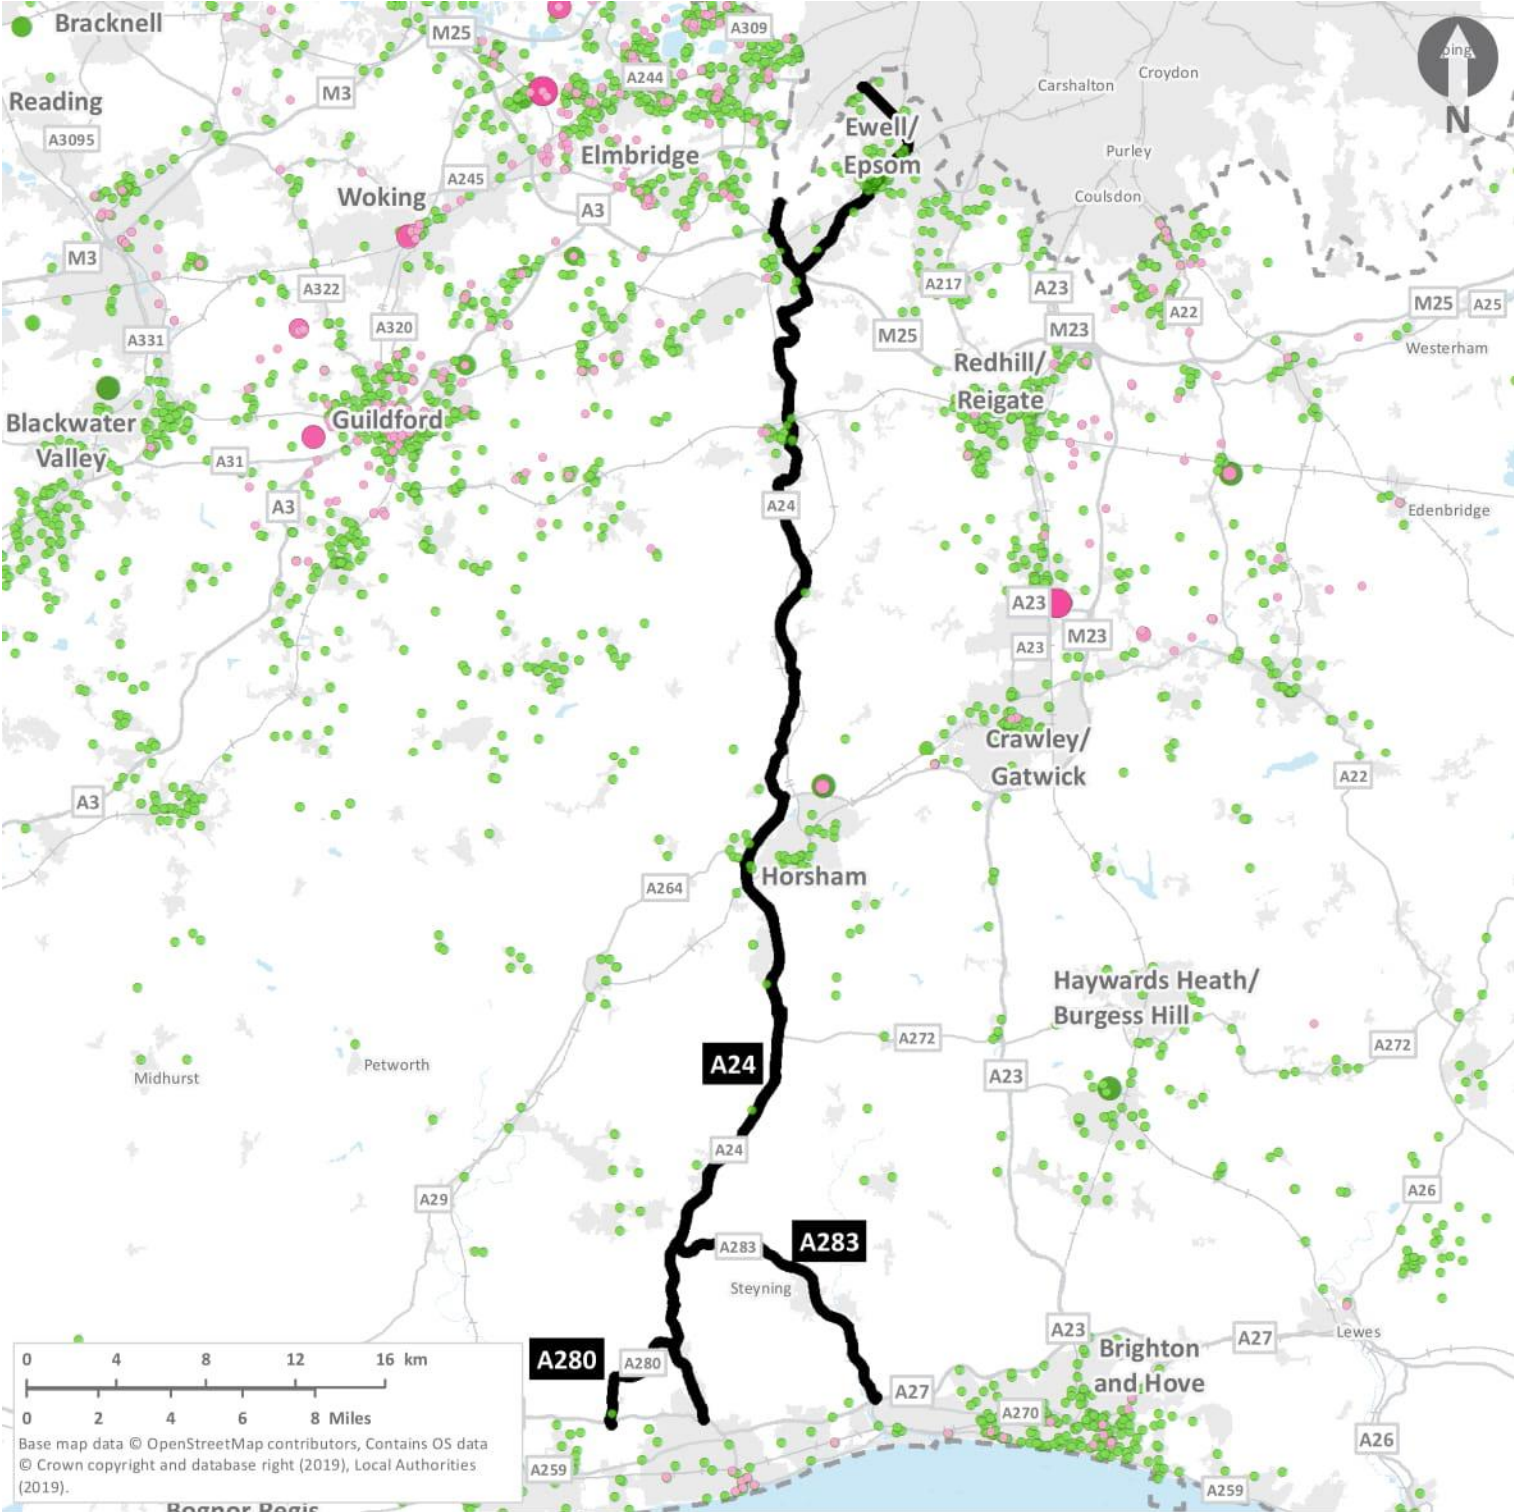 Bracknell
M25
A309
ping
A244
Croydon
Carshalton
M3
Reading
N
Ewell/
Epsom
A3095
Elmbridge
Purley
A245
Woking
Coulsdon
A3
M3
A322
A217
A23
M25
A25
A22
A320
M23
A331
M25
Westerham
Redhill/
Reigate
Blackwater
Valley
Guildford
A31
A3
A24
Edenbridge
A23
M23
A23
Crawley/
Gatwick
A22
A3
Horsham
A264
Haywards Heath/
Burgess Hill
A272
A272
A24
Petworth
Midhurst
A23
A24
A29
A26
A283
A283
Steyning
A23
A27
Lewes
Brighton
and Hove
A280
A280
0 4 8 12 16 km
0 2 4 6 8 Miles
A27
A270
A26
Base map data © OpenStreetMap contributors, Contains OS data
© Crown copyright and database right (2019), Local Authorities
(2019).
A259
A259
Bognor Regis